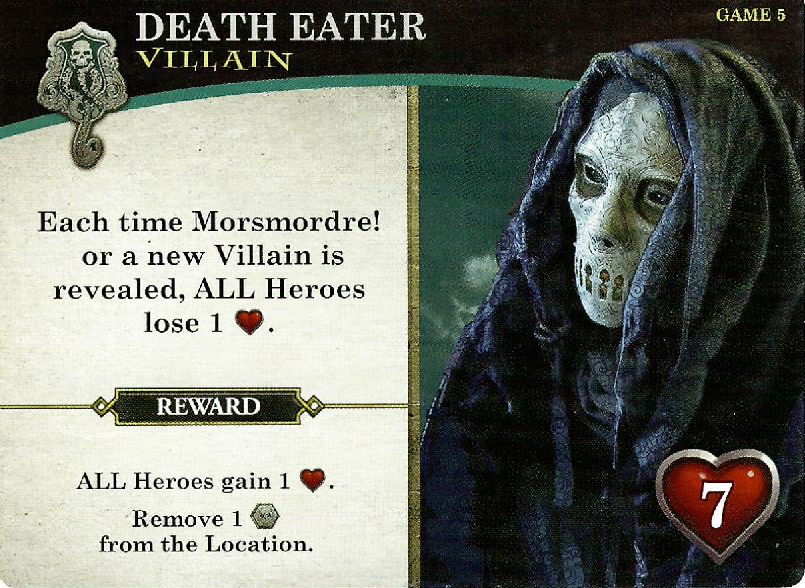 DEATH EATER
VILLAIN
GAME 5
Each time Morsmordre!
or a new Villain is
revealed, ALL Heroes
lose 1 .
REWARD
ALL Heroes gain 1 .
Remove 1
from the Location.
7